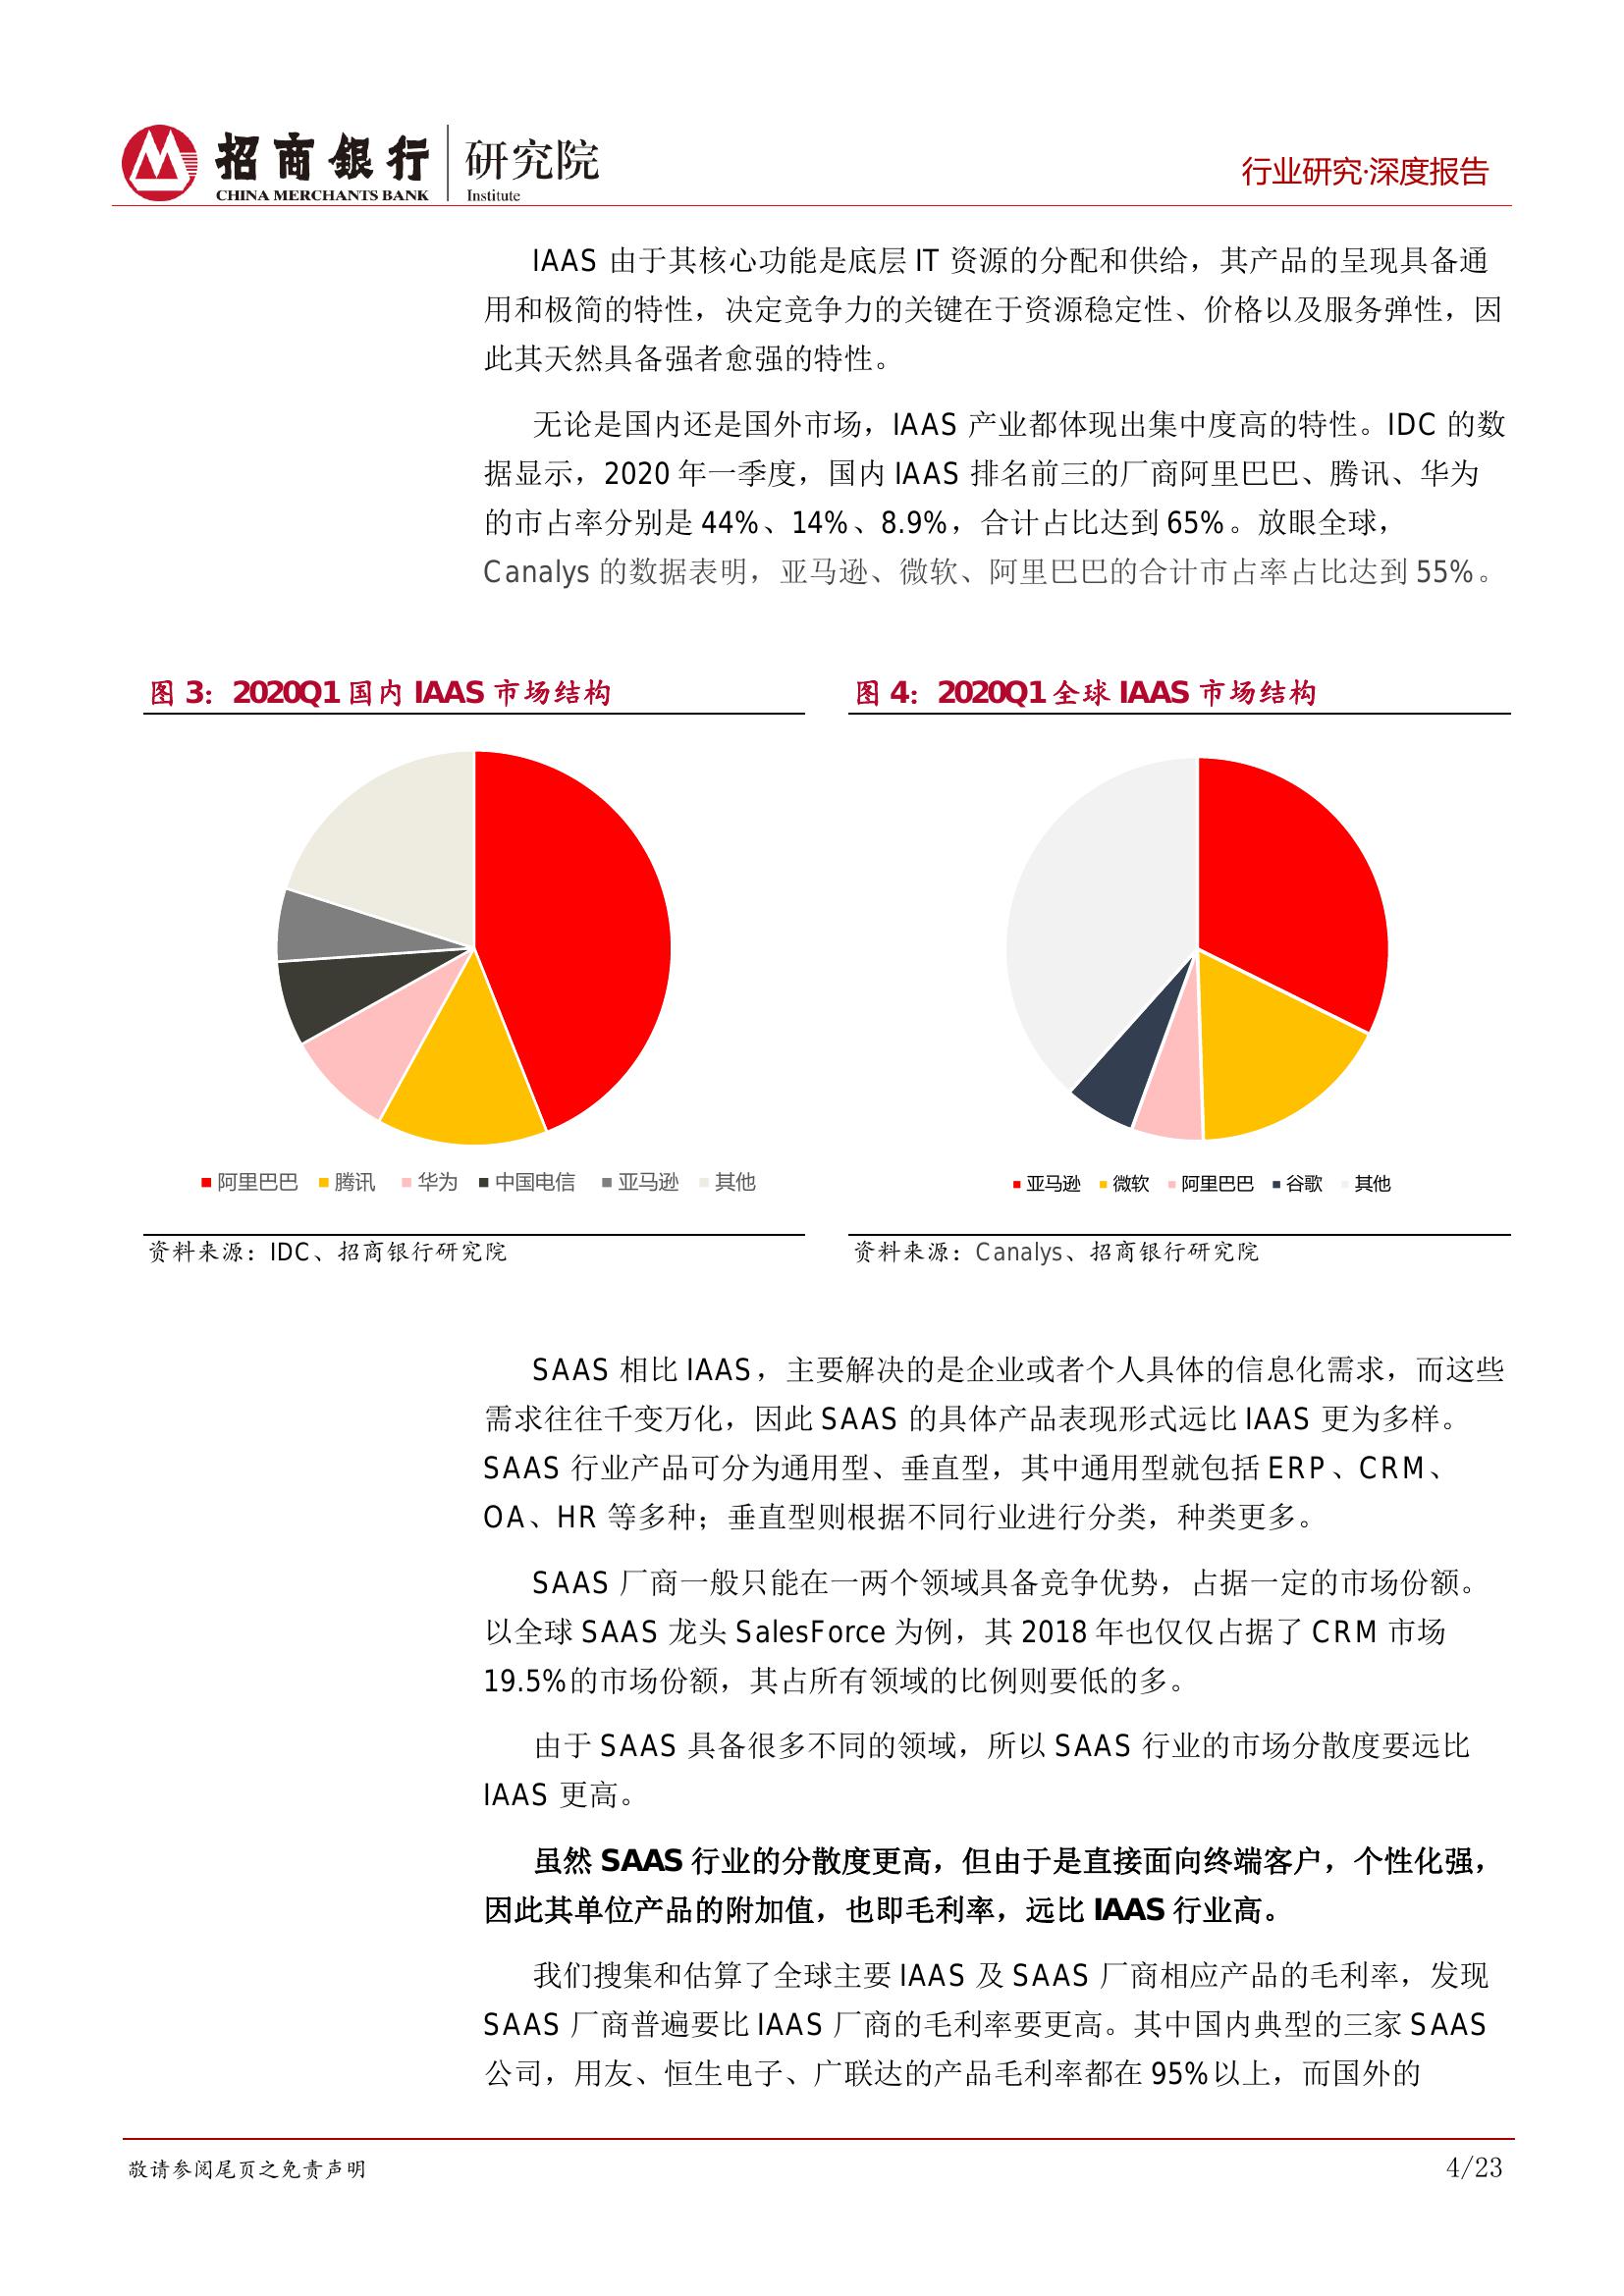 招商银行 研究院
CHINA MERCHANTS BANK Institute
行业研究·深度报告
IAAS 由于其核心功能是底层 IT 资源的分配和供给，其产品的呈现具备通
用和极简的特性，决定竞争力的关键在于资源稳定性、价格以及服务弹性，因
此其天然具备强者愈强的特性。
无论是国内还是国外市场，IAAS 产业都体现出集中度高的特性。IDC 的数
据显示，2020 年一季度，国内 IAAS 排名前三的厂商阿里巴巴、腾讯、华为
的市占率分别是 44%、14%、8.9%，合计占比达到 65%。放眼全球，
Canalys 的数据表明，亚马逊、微软、阿里巴巴的合计市占率占比达到 55%。
图 3：2020Q1 国内 IAAS 市场结构
阿里巴巴 腾讯 华为 中国电信 亚马逊 其他
资料来源：IDC、招商银行研究院
图 4：2020Q1 全球 IAAS 市场结构
亚马逊 微软 阿里巴巴 谷歌 其他
资料来源：Canalys、招商银行研究院
SAAS 相比 IAAS，主要解决的是企业或者个人具体的信息化需求，而这些
需求往往千变万化，因此 SAAS 的具体产品表现形式远比 IAAS 更为多样。
SAAS 行业产品可分为通用型、垂直型，其中通用型就包括 ERP、CRM、
OA、HR 等多种；垂直型则根据不同行业进行分类，种类更多。
SAAS 厂商一般只能在一两个领域具备竞争优势，占据一定的市场份额。
以全球 SAAS 龙头 SalesForce 为例，其 2018 年也仅仅占据了 CRM 市场
19.5%的市场份额，其占所有领域的比例则要低的多。
由于 SAAS 具备很多不同的领域，所以 SAAS 行业的市场分散度要远比
IAAS 更高。
虽然 SAAS 行业的分散度更高，但由于是直接面向终端客户，个性化强，
因此其单位产品的附加值，也即毛利率，远比 IAAS 行业高。
我们搜集和估算了全球主要 IAAS 及 SAAS 厂商相应产品的毛利率，发现
SAAS 厂商普遍要比 IAAS 厂商的毛利率要更高。其中国内典型的三家 SAAS
公司，用友、恒生电子、广联达的产品毛利率都在 95%以上，而国外的
敬请参阅尾页之免责声明
4/23